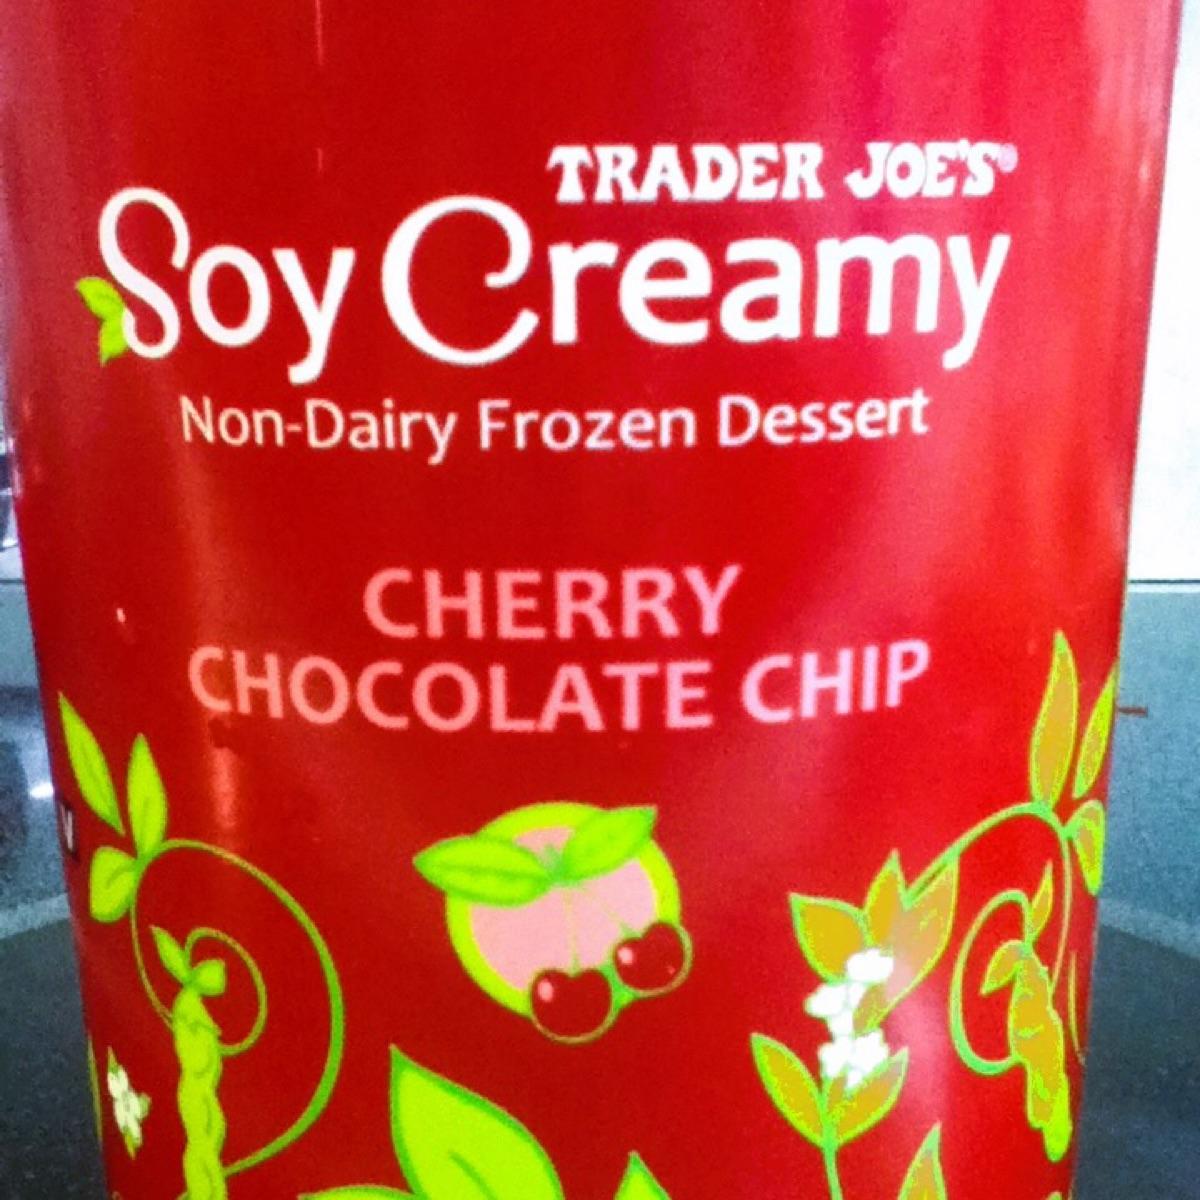 TRADER JOE'S®
Soy Creamy
Non-Dairy Frozen Dessert
CHERRY
CHOCOLATE CHIP